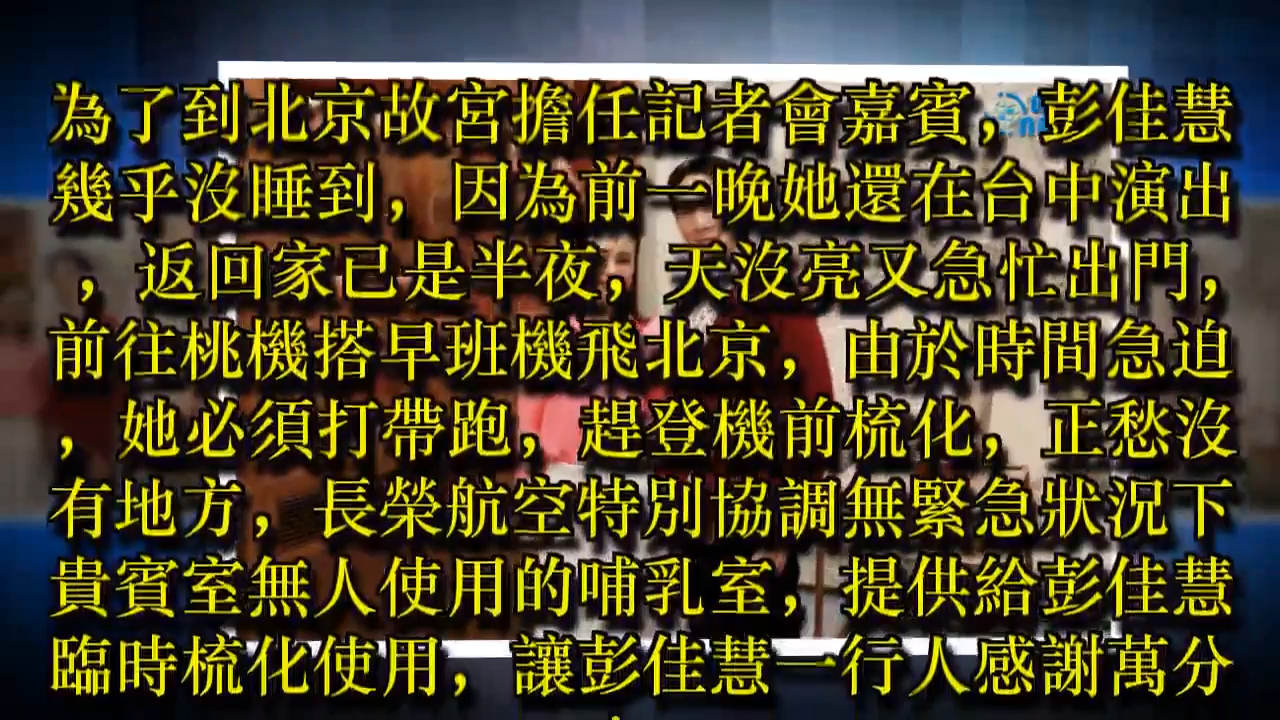 為了到北京故宮擔任記者會嘉賓，彭佳慧
幾乎沒睡到，因為前一晚她還在台中演出
，返回家已是半夜，天沒亮又急忙出門，
前往桃機搭早班機飛北京，由於時間急迫
，她必須打帶跑，趕登機前梳化，正愁沒
有地方，長榮航空特別協調無緊急狀況下
貴賓室無人使用的哺乳室，提供給彭佳慧
臨時梳化使用，讓彭佳慧一行人感謝萬分